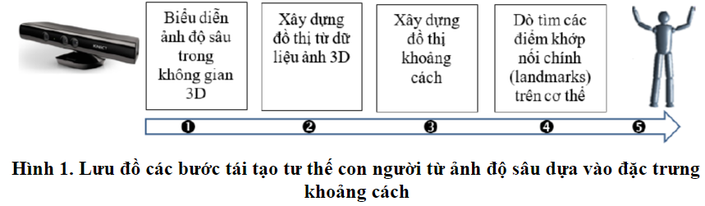 Biểu diễn
ảnh độ sâu
trong
không gian
3D
Xây dựng
đồ thị từ dữ
liệu ảnh 3D
Xây dựng
đồ thị
khoảng
cách
Dò tìm các
điểm khớp
nối chính
(landmarks)
trên cơ thể
❶ ❷ ❸ ❹ ❺
Hình 1. Lưu đồ các bước tái tạo tư thế con người từ ảnh độ sâu dựa vào đặc trưng
khoảng cách